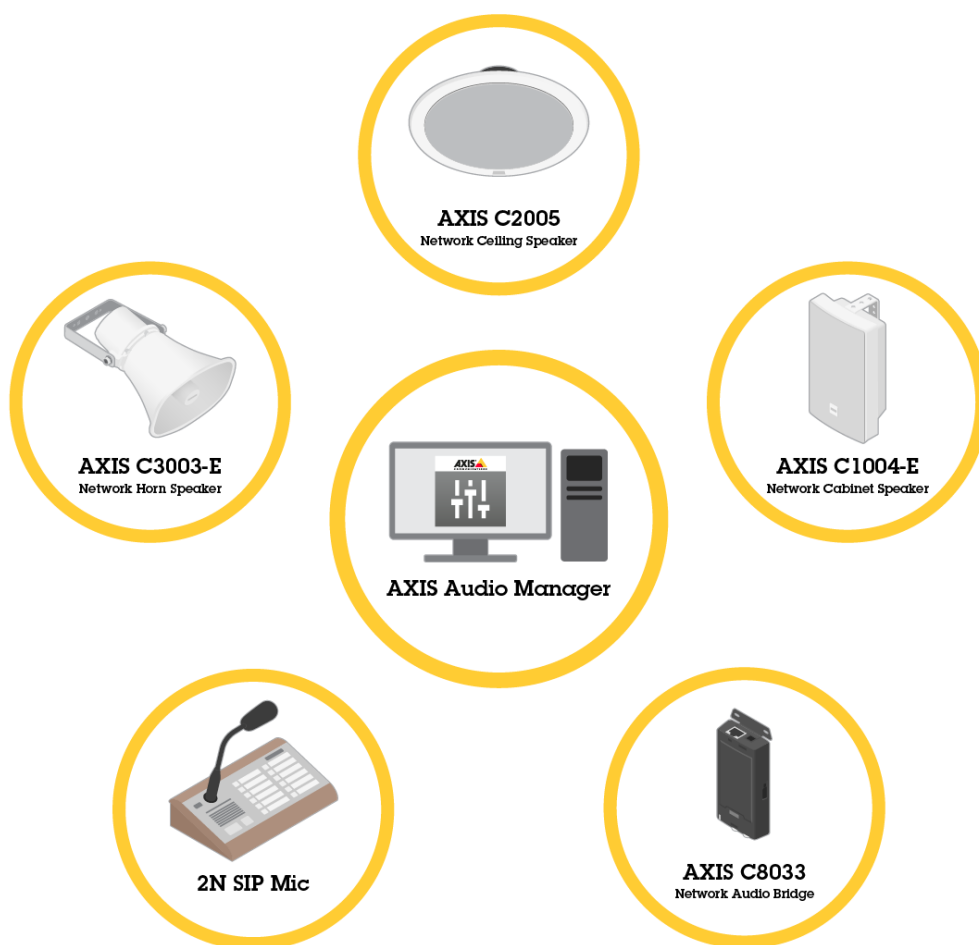 AXIS C2005
Network Ceiling Speaker
AXIS C3003-E
Network Horn Speaker
AXIS C1004-E
Network Cabinet Speaker
AXIS
COMMUNICATIONS
AXIS Audio Manager
2N SIP Mic
AXIS C8033
Network Audio Bridge